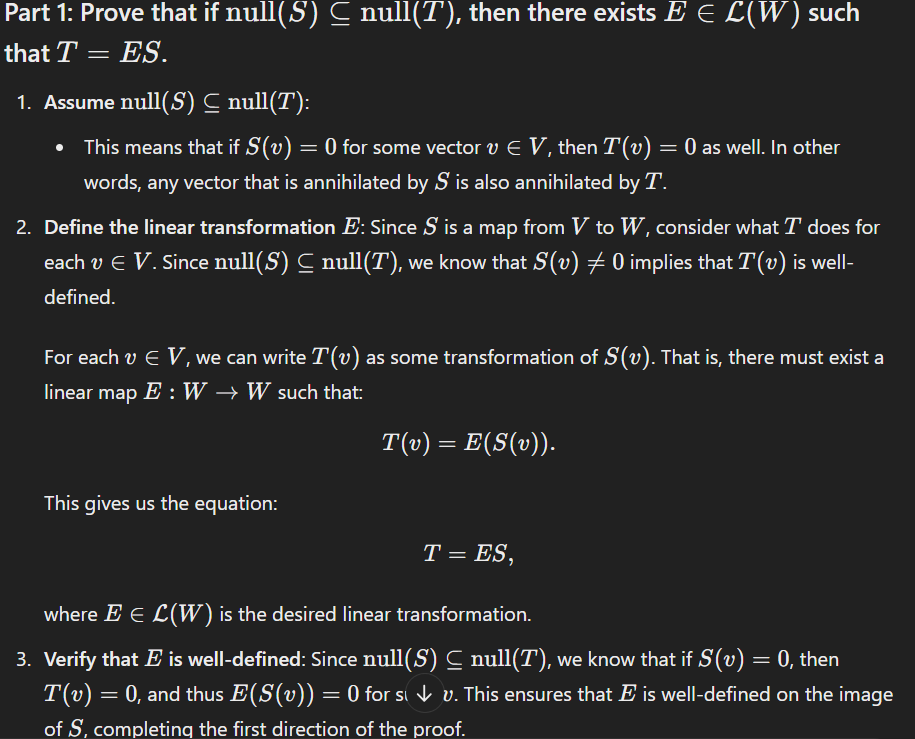 Part 1: Prove that if null(S) ⊆ null(T), then there exists E ∈ ℒ(W) such
that T = ES.
1. Assume null(S) ⊆ null(T):
• This means that if S(v) = 0 for some vector v ∈ V, then T(v) = 0 as well. In other
words, any vector that is annihilated by S is also annihilated by T.
2. Define the linear transformation E: Since S is a map from V to W, consider what T does for
each v ∈ V. Since null(S) ⊆ null(T), we know that S(v) ≠ 0 implies that T(v) is well-
defined.
For each v ∈ V, we can write T(v) as some transformation of S(v). That is, there must exist a
linear map E : W → W such that:
T(v) = E(S(v)).
This gives us the equation:
T = ES,
where E ∈ ℒ(W) is the desired linear transformation.
3. Verify that E is well-defined: Since null(S) ⊆ null(T), we know that if S(v) = 0, then
T(v) = 0, and thus E(S(v)) = 0 for v. This ensures that E is well-defined on the image
of S, completing the first direction of the proof.